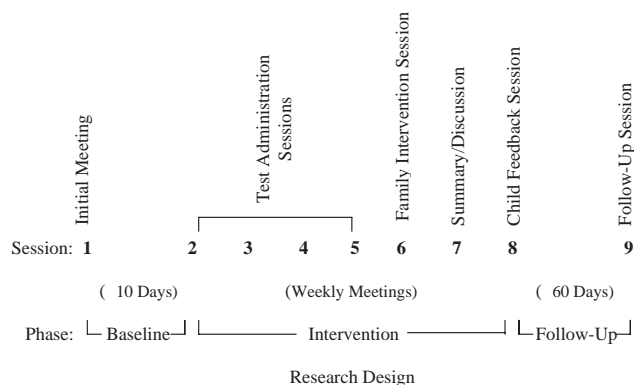 Initial Meeting
Test Administration
Sessions
Family Intervention Session
Summary/Discussion
Child Feedback Session
Follow-Up Session
Session: 1 2 3 4 5 6 7 8 9
( 10 Days) (Weekly Meetings) ( 60 Days)
Phase: Baseline Intervention Follow-Up
Research Design